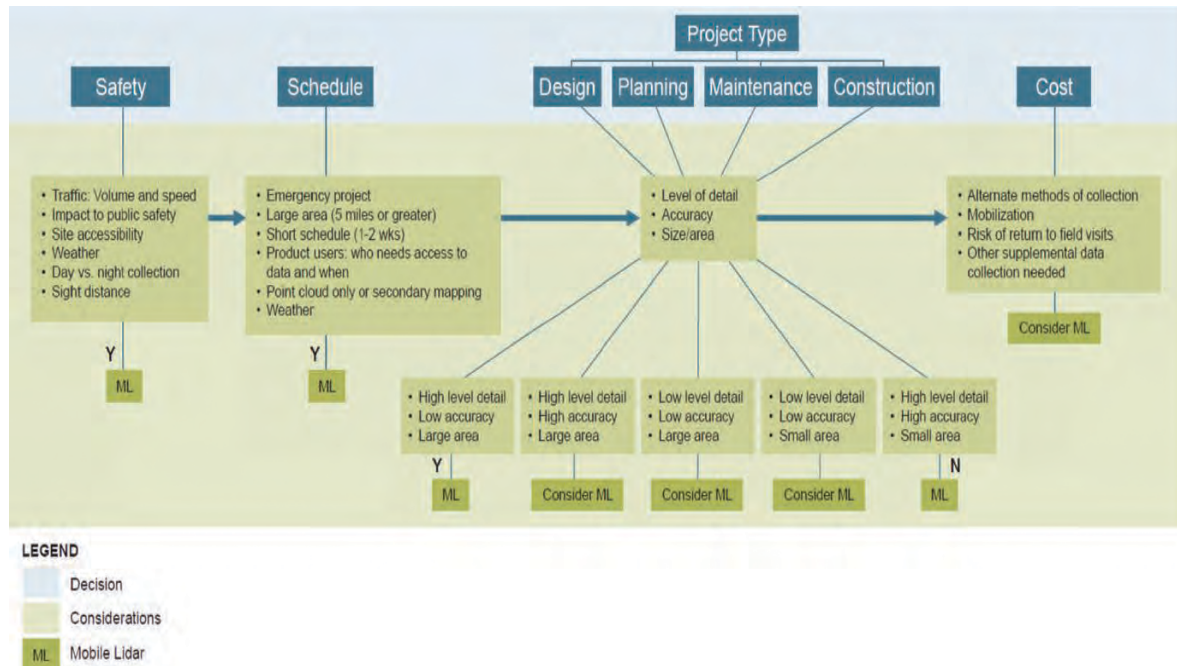 Project Type
Safety
Schedule
Design
Planning
Maintenance
Construction
Cost
• Traffic: Volume and speed
• Impact to public safety
• Site accessibility
• Weather
• Day vs. night collection
• Sight distance
• Emergency project
• Large area (5 miles or greater)
• Short schedule (1-2 wks)
• Product users: who needs access to
data and when
• Point cloud only or secondary mapping
• Weather
• Level of detail
• Accuracy
• Size/area
• Alternate methods of collection
• Mobilization
• Risk of return to field visits
• Other supplemental data
collection needed
Y
ML
Y
ML
Consider ML
• High level detail
• Low accuracy
• Large area
• High level detail
• High accuracy
• Large area
• Low level detail
• Low accuracy
• Large area
• Low level detail
• Low accuracy
• Small area
• High level detail
• High accuracy
• Small area
Y
ML
Consider ML
Consider ML
Consider ML
N
ML
LEGEND
Decision
Considerations
ML Mobile Lidar